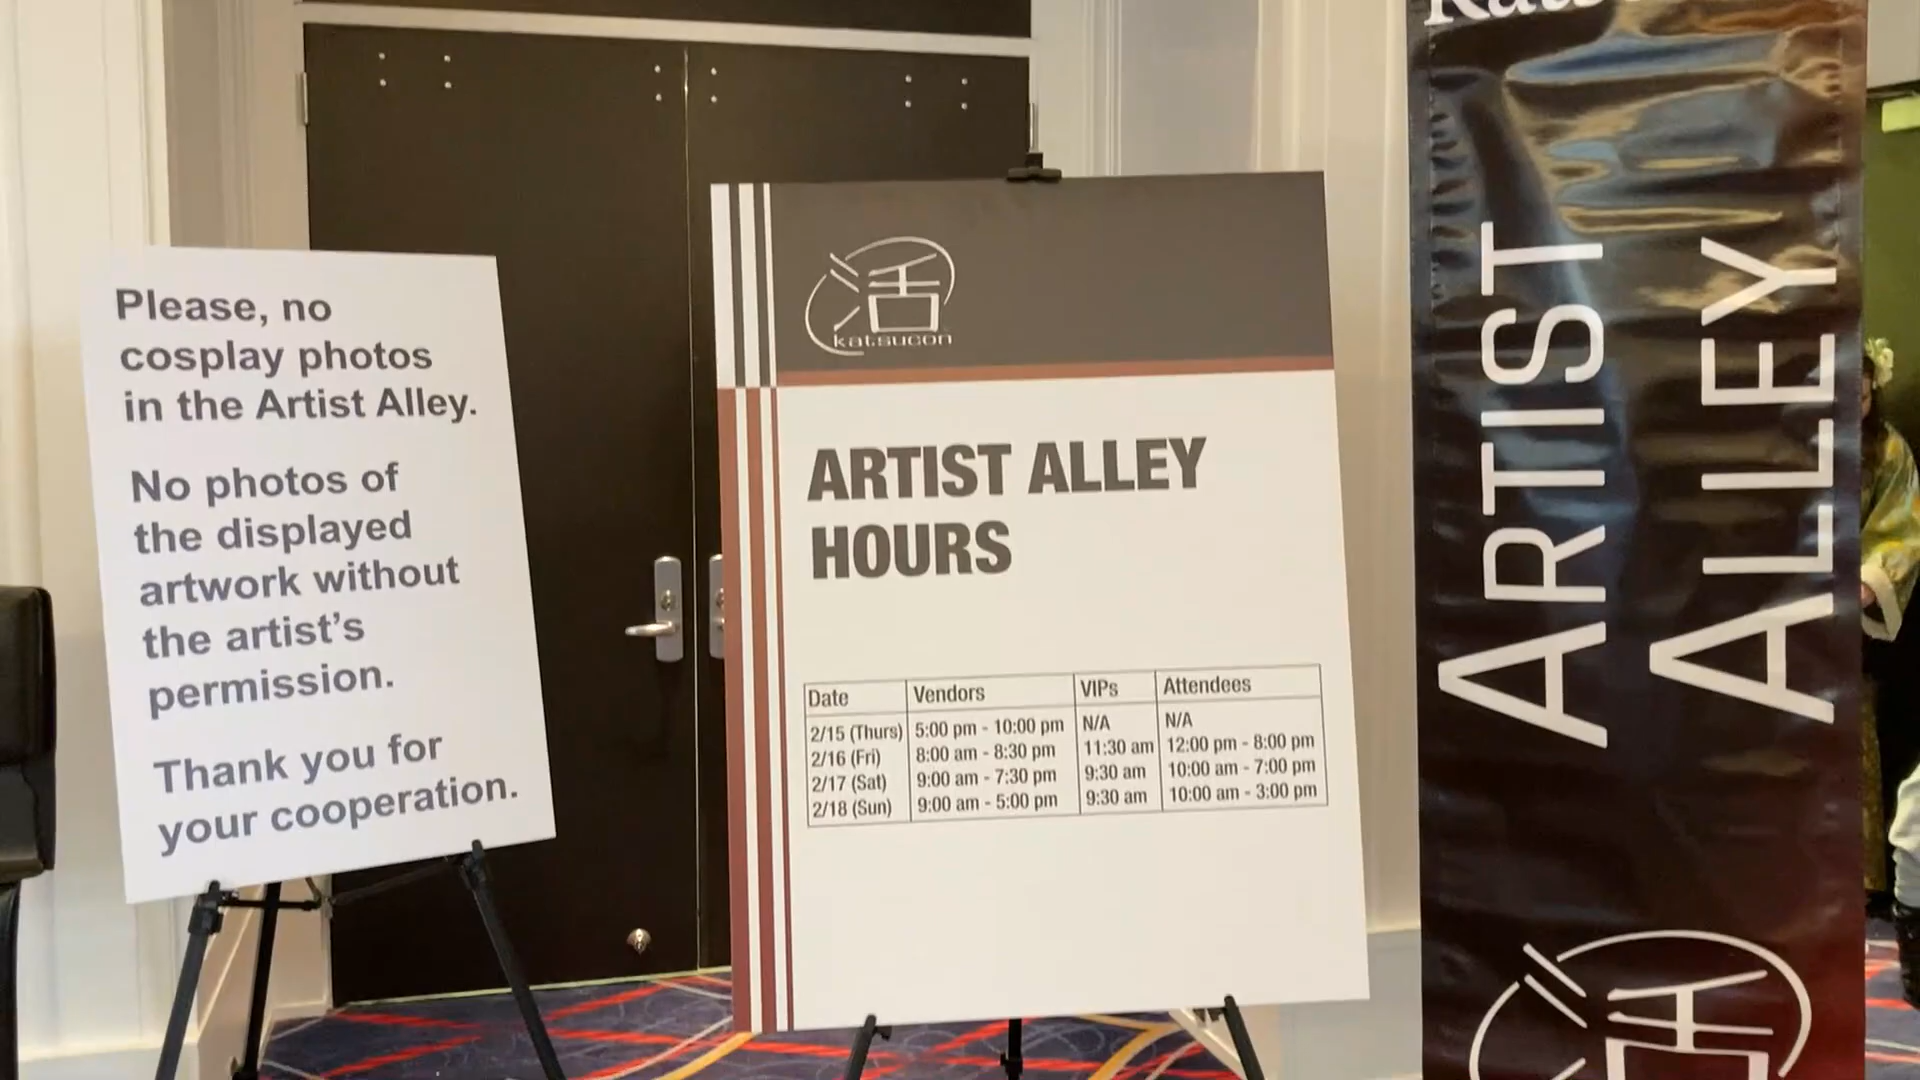 Please, no
cosplay photos
in the Artist Alley.
No photos of
the displayed
artwork without
the artist's
permission.
Thank you for
your cooperation.
活
katsucon
ARTIST ALLEY
HOURS
Date Vendors VIPs Attendees
2/15 (Thurs) 5:00 pm - 10:00 pm N/A N/A
2/16 (Fri) 8:00 am - 8:30 pm 11:30 am 12:00 pm - 8:00 pm
2/17 (Sat) 9:00 am - 7:30 pm 9:30 am 10:00 am - 7:00 pm
2/18 (Sun) 9:00 am - 5:00 pm 9:30 am 10:00 am - 3:00 pm
ARTIST
ALLEY